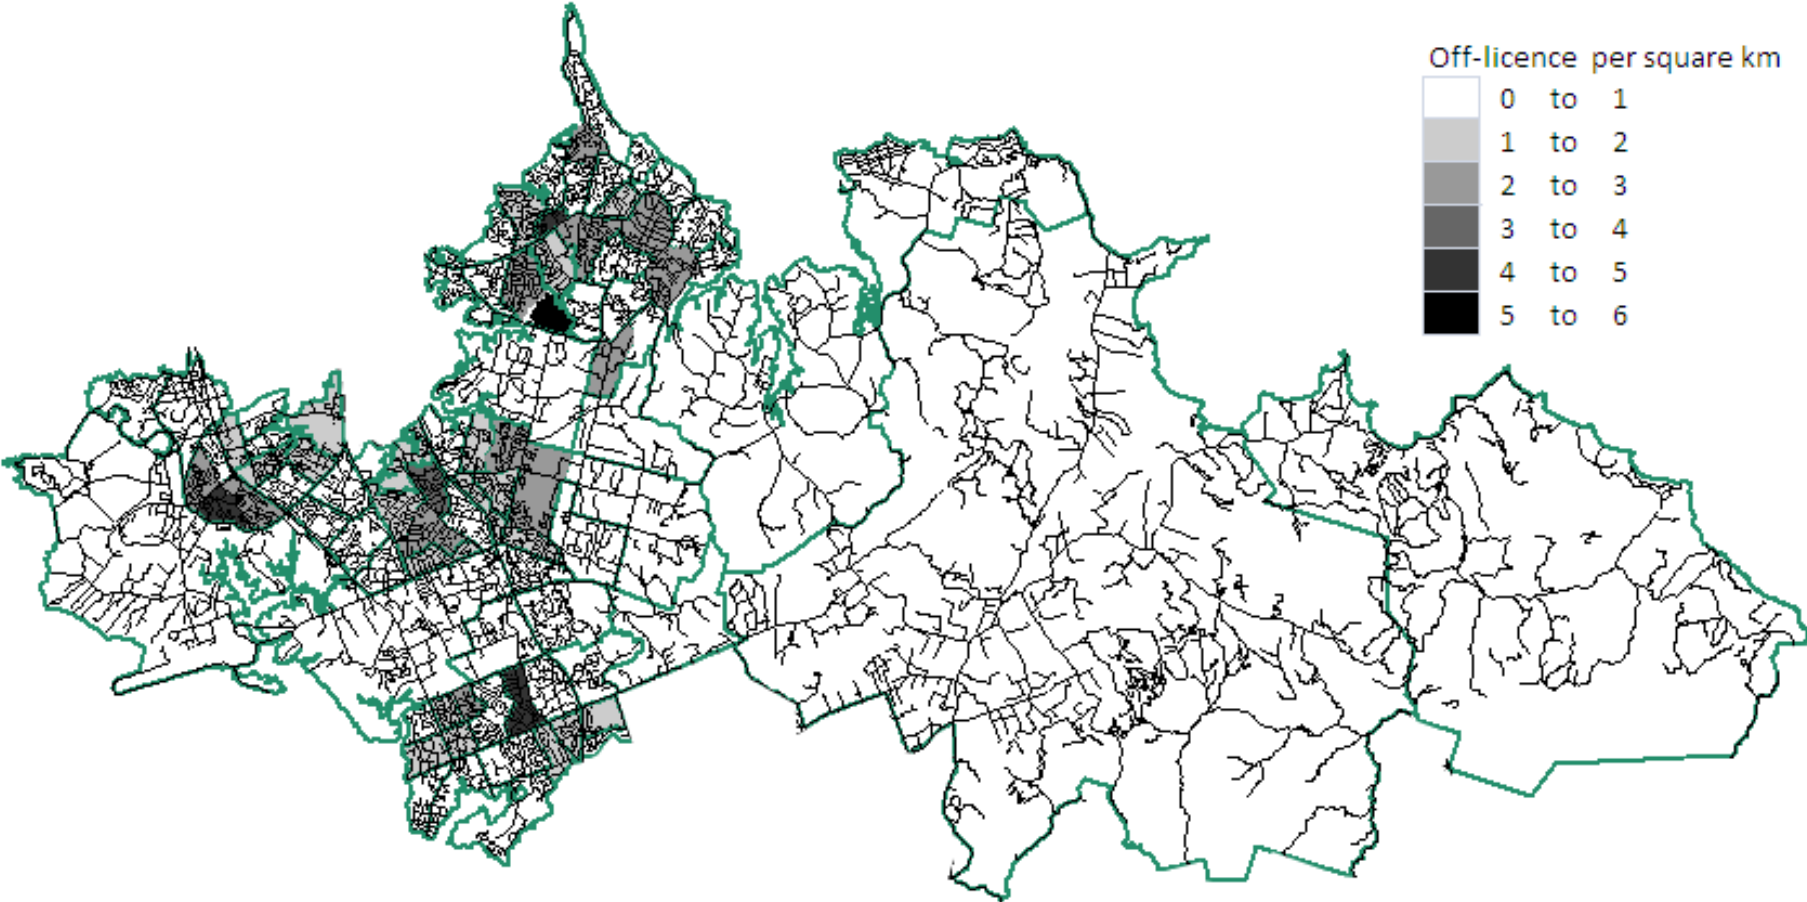 Off-licence per square km
0 to 1
1 to 2
2 to 3
3 to 4
4 to 5
5 to 6